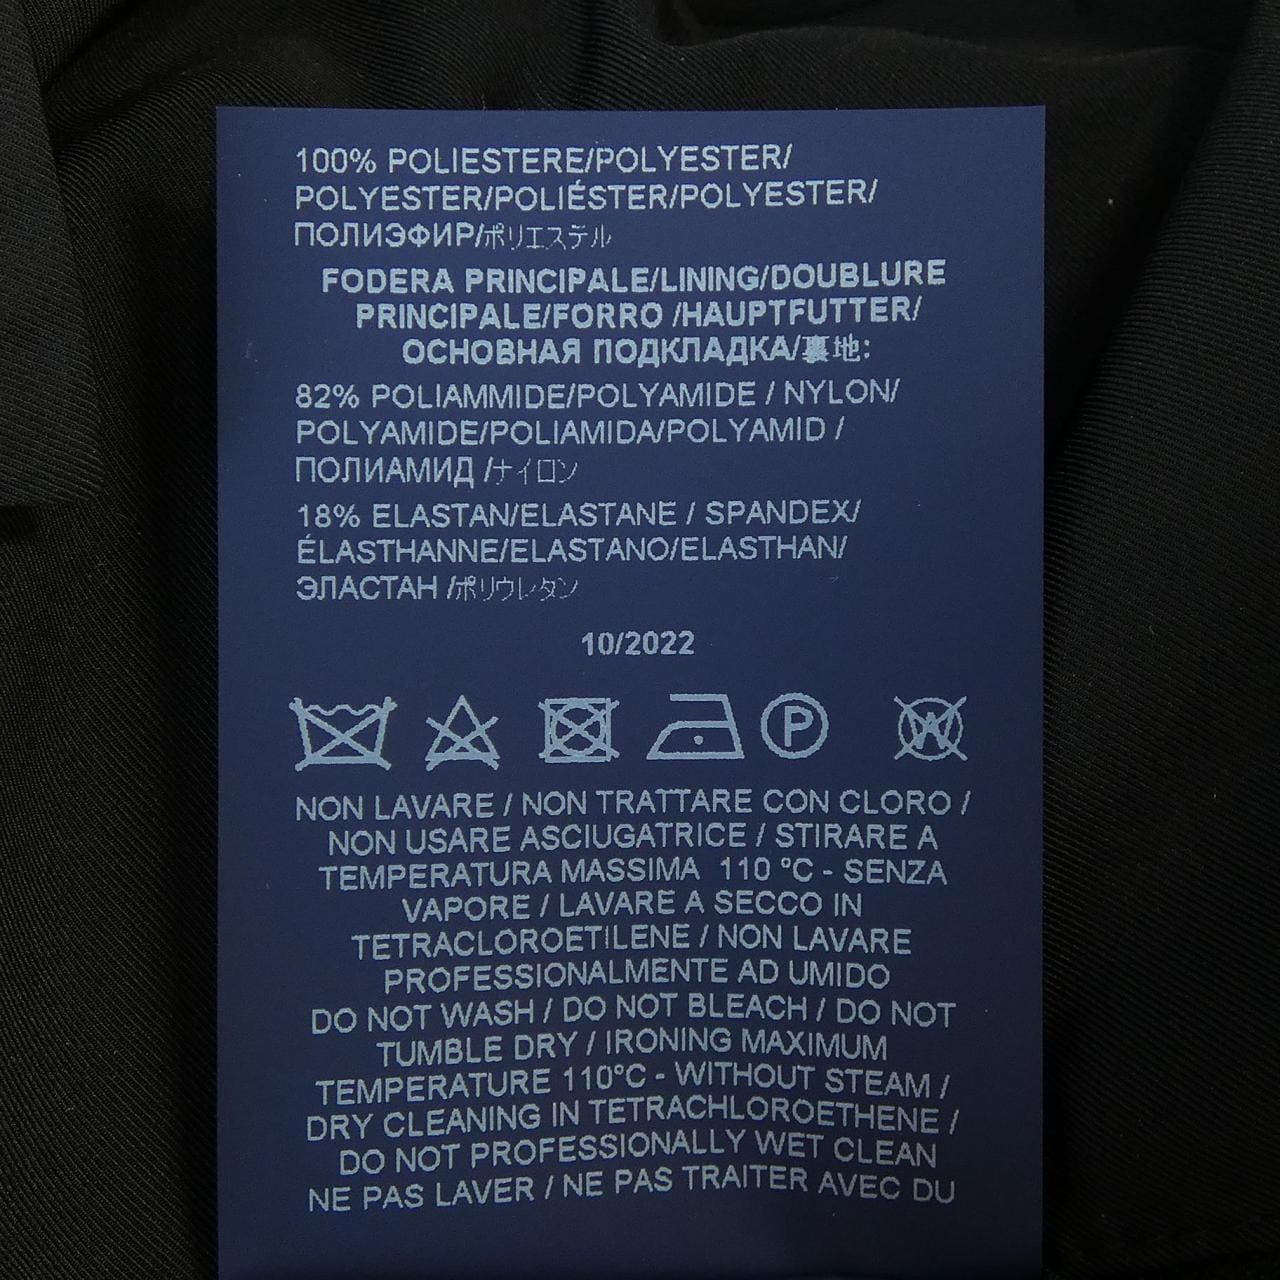 100% POLIESTERE/POLYESTER/
POLYESTER/POLIÉSTER/POLYESTER/
ПОЛИЭФИР/ポリエステル
FODERA PRINCIPALE/LINING/DOUBLURE
PRINCIPALE/FORRO /HAUPTFUTTER/
ОСНОВНАЯ ПОДКЛАДКА/裏地:
82% POLIAMMIDE/POLYAMIDE / NYLON/
POLYAMIDE/POLIAMIDA/POLYAMID /
ПОЛИАМИД /ナイロン
18% ELASTAN/ELASTANE / SPANDEX/
ÉLASTHANNE/ELASTANO/ELASTHAN/
ЭЛАСТАН /ポリウレタン
10/2022
P W
NON LAVARE / NON TRATTARE CON CLORO /
NON USARE ASCIUGATRICE / STIRARE A
TEMPERATURA MASSIMA 110 °C - SENZA
VAPORE / LAVARE A SECCO IN
TETRACLOROETILENE / NON LAVARE
PROFESSIONALMENTE AD UMIDO
DO NOT WASH / DO NOT BLEACH / DO NOT
TUMBLE DRY / IRONING MAXIMUM
TEMPERATURE 110°C - WITHOUT STEAM /
DRY CLEANING IN TETRACHLOROETHENE /
DO NOT PROFESSIONALLY WET CLEAN
NE PAS LAVER / NE PAS TRAITER AVEC DU